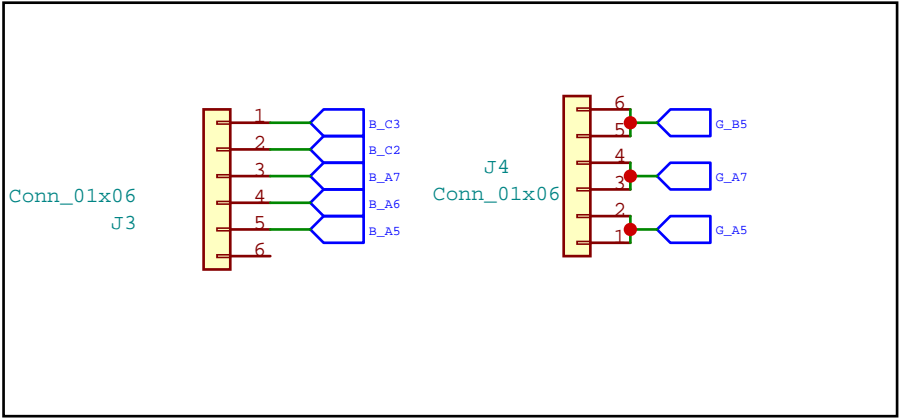 Conn_01x06
J3
1
2
3
4
5
6
B_C3
B_C2
B_A7
B_A6
B_A5
J4
Conn_01x06
6
5
4
3
2
1
G_B5
G_A7
G_A5